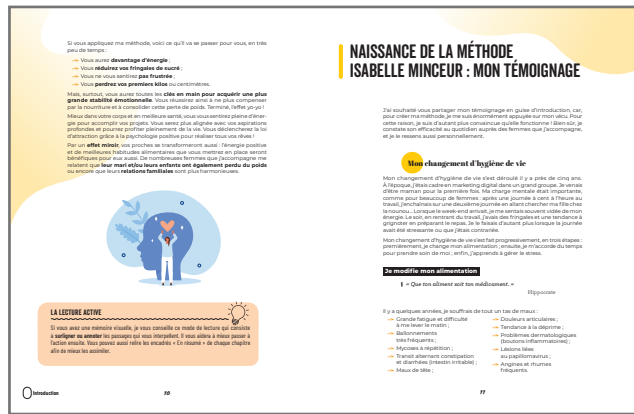 Si vous appliquez ma méthode, voici ce qu'il va se passer pour vous, en très
peu de temps :
→ Vous aurez davantage d'énergie ;
→ Vous réduirez vos fringales de sucré ;
→ Vous ne vous sentirez pas frustrée ;
→ Vous perdrez vos premiers kilos ou centimètres.
Mais, surtout, vous aurez toutes les clés en main pour acquérir une plus
grande stabilité émotionnelle. Vous réussirez ainsi à ne plus compenser
par la nourriture et à consolider cette perte de poids. Terminé, l'effet yo-yo !
Mieux dans votre corps et en meilleure santé, vous vous sentirez pleine d'éner-
gie pour accomplir vos projets. Vous serez plus alignée avec vos aspirations
profondes et pourrez profiter pleinement de la vie. Vous déclencherez la loi
d'attraction grâce à la psychologie positive pour réaliser tous vos rêves !
Par un effet miroir, vos proches se transformeront aussi : l'énergie positive
et de meilleures habitudes alimentaires que vous mettrez en place seront
bénéfiques pour eux aussi. De nombreuses femmes que j'accompagne me
relatent que leur mari et/ou leurs enfants ont également perdu du poids
ou encore que leurs relations familiales sont plus harmonieuses.
LA LECTURE ACTIVE
Si vous avez une mémoire visuelle, je vous conseille ce mode de lecture qui consiste
à surligner ou annoter les passages qui vous interpellent. Il vous aidera à mieux passer à
l'action ensuite. Vous pouvez aussi relire les encadrés « En résumé » de chaque chapitre
afin de mieux les assimiler.
Introduction
10
NAISSANCE DE LA MÉTHODE
ISABELLE MINCEUR : MON TÉMOIGNAGE
J'ai souhaité vous partager mon témoignage en guise d'introduction, car,
pour créer ma méthode, je me suis énormément appuyée sur mon vécu. Pour
cette raison, je suis d'autant plus convaincue qu'elle fonctionne ! Bien sûr, je
constate son efficacité au quotidien auprès des femmes que j'accompagne,
et je le ressens aussi personnellement.
Mon changement d'hygiène de vie
Mon changement d'hygiène de vie s'est déroulé il y a près de cinq ans.
À l'époque, j'étais cadre en marketing digital dans un grand groupe. Je venais
d'être maman pour la première fois. Ma charge mentale était importante,
comme pour beaucoup de femmes : après une journée à cent à l'heure au
travail, j'enchaînais sur une deuxième journée en allant chercher ma fille chez
la nounou... Lorsque le week-end arrivait, je me sentais souvent vidée de mon
énergie. Le soir, en rentrant du travail, j'avais des fringales et une tendance à
grignoter en préparant le repas. Je le faisais d'autant plus lorsque la journée
avait été stressante ou que j'étais contrariée.
Mon changement d'hygiène de vie s'est fait progressivement, en trois étapes :
premièrement, je change mon alimentation ; ensuite, je m'accorde du temps
pour prendre soin de moi ; enfin, j'apprends à gérer le stress.
Je modifie mon alimentation
« Que ton aliment soit ton médicament. »
Hippocrate
Il y a quelques années, je souffrais de tout un tas de maux :
→ Grande fatigue et difficulté
à me lever le matin ;
→ Ballonnements
très fréquents ;
→ Mycoses à répétition ;
→ Transit alternant constipation
et diarrhées (intestin irritable) ;
→ Maux de tête ;
→ Douleurs articulaires ;
→ Tendance à la déprime ;
→ Problèmes dermatologiques
(boutons inflammatoires) ;
→ Lésions liées
au papillomavirus ;
→ Angines et rhumes
fréquents.
11